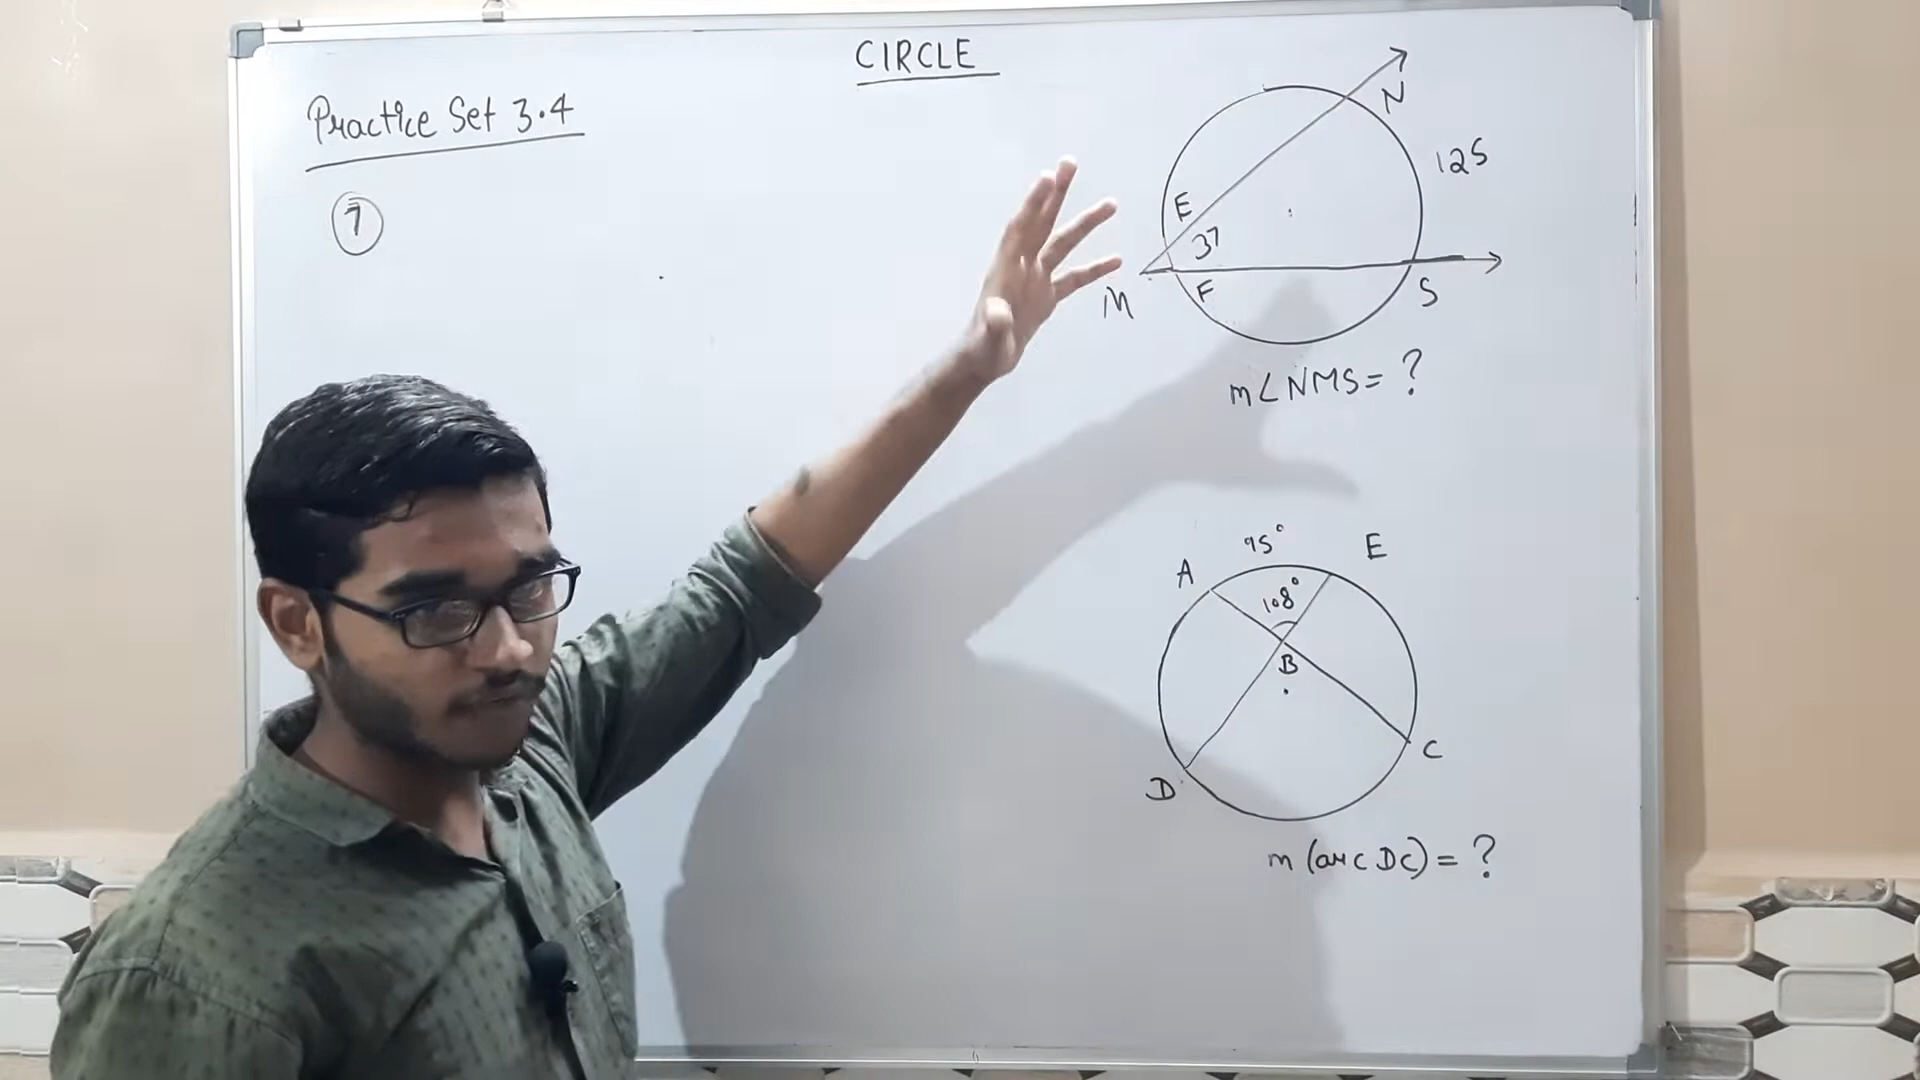 CIRCLE
Practice Set 3.4
7
N
125
E
37
M
F
S
m∠NMS = ?
95°
E
A
108°
B
C
D
m (arc DC) = ?